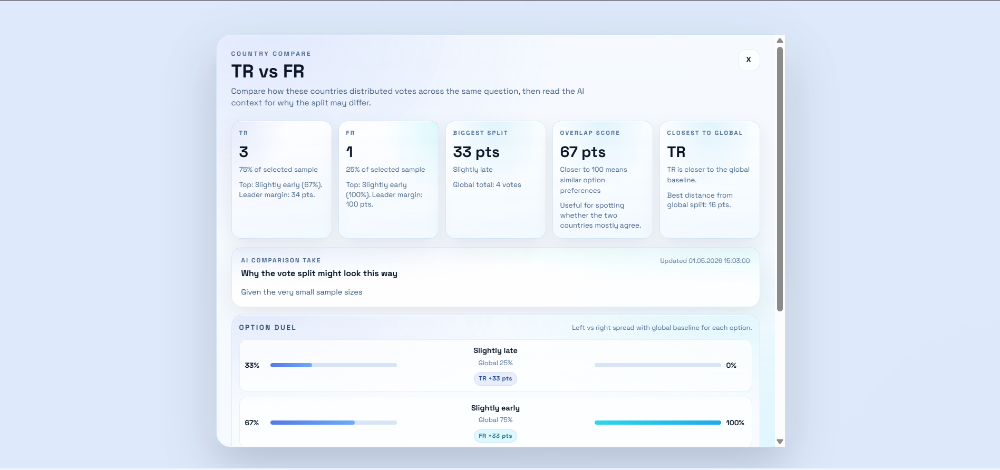 COUNTRY COMPARE
TR vs FR
X
Compare how these countries distributed votes across the same question, then read the AI
context for why the split may differ.
TR
3
75% of selected sample
Top: Slightly early (67%).
Leader margin: 34 pts.
FR
1
25% of selected sample
Top: Slightly early
(100%). Leader margin:
100 pts.
BIGGEST SPLIT
33 pts
Slightly late
Global total: 4 votes
OVERLAP SCORE
67 pts
Closer to 100 means
similar option
preferences
Useful for spotting
whether the two
countries mostly agree.
CLOSEST TO GLOBAL
TR
TR is closer to the global
baseline.
Best distance from
global split: 16 pts.
AI COMPARISON TAKE
Updated 01.05.2026 15:03:00
Why the vote split might look this way
Given the very small sample sizes
OPTION DUEL
Left vs right spread with global baseline for each option.
Slightly late
Global 25%
33%
0%
TR +33 pts
Slightly early
Global 75%
67%
100%
FR +33 pts